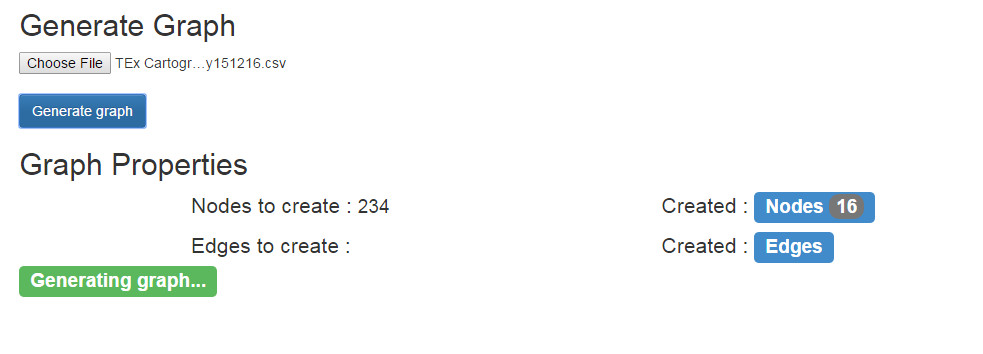 Generate Graph
Choose File TEx Cartogr…y151216.csv
Generate graph
Graph Properties
Nodes to create : 234 Created : Nodes 16
Edges to create : Created : Edges
Generating graph...